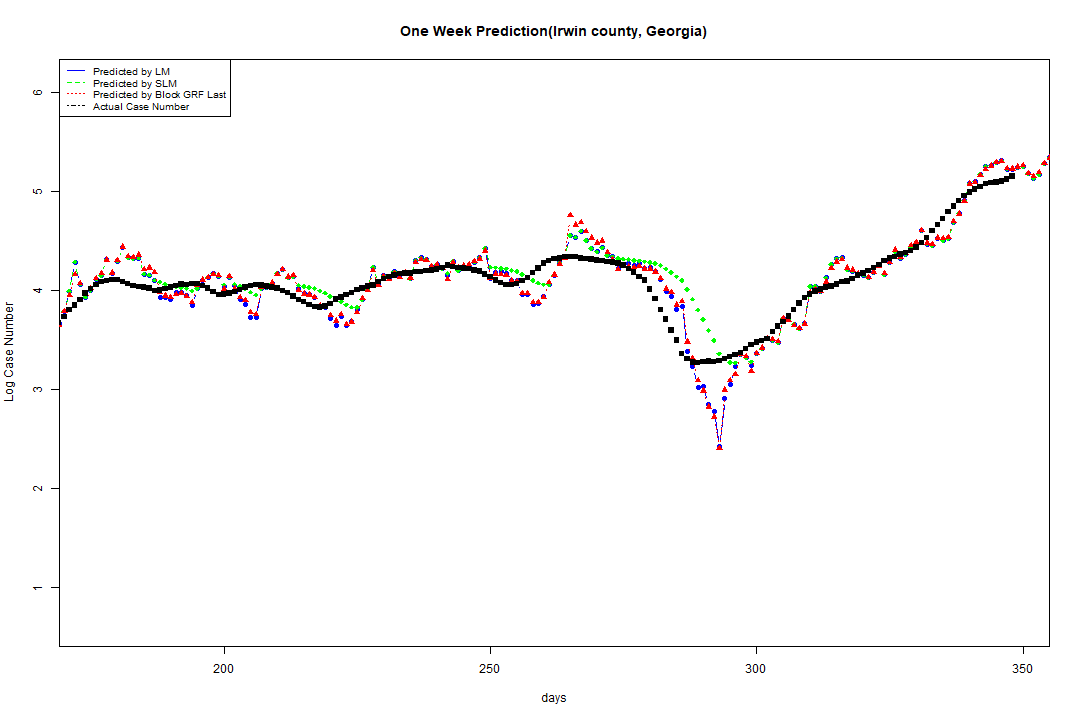 One Week Prediction(Irwin county, Georgia)
Predicted by LM
Predicted by SLM
Predicted by Block GRF Last
Actual Case Number
6
5
4
3
2
1
Log Case Number
200
250
300
350
days